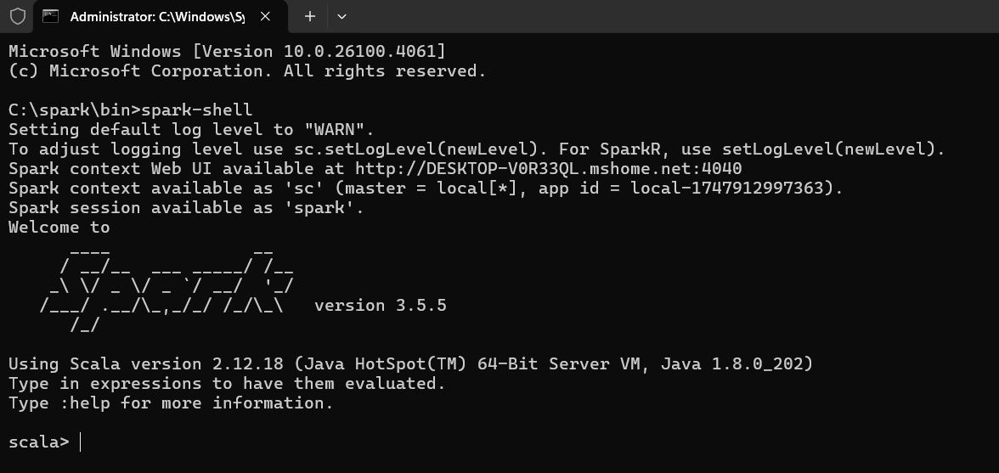 Administrator: C:\Windows\Sy
Microsoft Windows [Version 10.0.26100.4061]
(c) Microsoft Corporation. All rights reserved.
C:\spark\bin>spark-shell
Setting default log level to "WARN".
To adjust logging level use sc.setLogLevel(newLevel). For SparkR, use setLogLevel(newLevel).
Spark context Web UI available at http://DESKTOP-V0R33QL.mshome.net:4040
Spark context available as 'sc' (master = local[*], app id = local-1747912997363).
Spark session available as 'spark'.
Welcome to
      ____              __
     / __/__  ___ _____/ /__
    _\ \/ _ \/ _ `/ __/  '_/
   /___/ .__/\_,_/_/ /_/\_\   version 3.5.5
      /_/
Using Scala version 2.12.18 (Java HotSpot(TM) 64-Bit Server VM, Java 1.8.0_202)
Type in expressions to have them evaluated.
Type :help for more information.
scala>